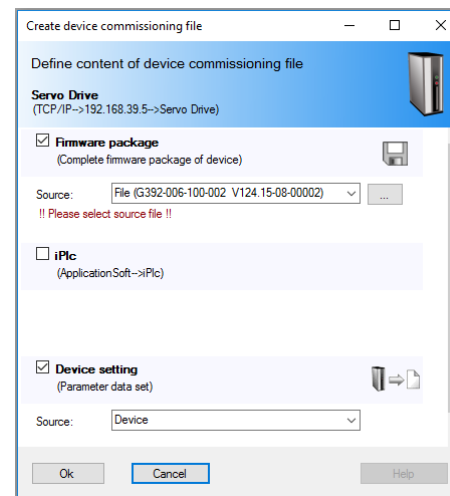 Create device commissioning file
Define content of device commissioning file
Servo Drive
(TCP/IP-->192.168.39.5-->Servo Drive)
Firmware package
(Complete firmware package of device)
Source: File (G392-006-100-002 V124.15-08-00002) ...
!! Please select source file !!
iPlc
(ApplicationSoft-->iPlc)
Device setting
(Parameter data set)
Source: Device
Ok Cancel Help